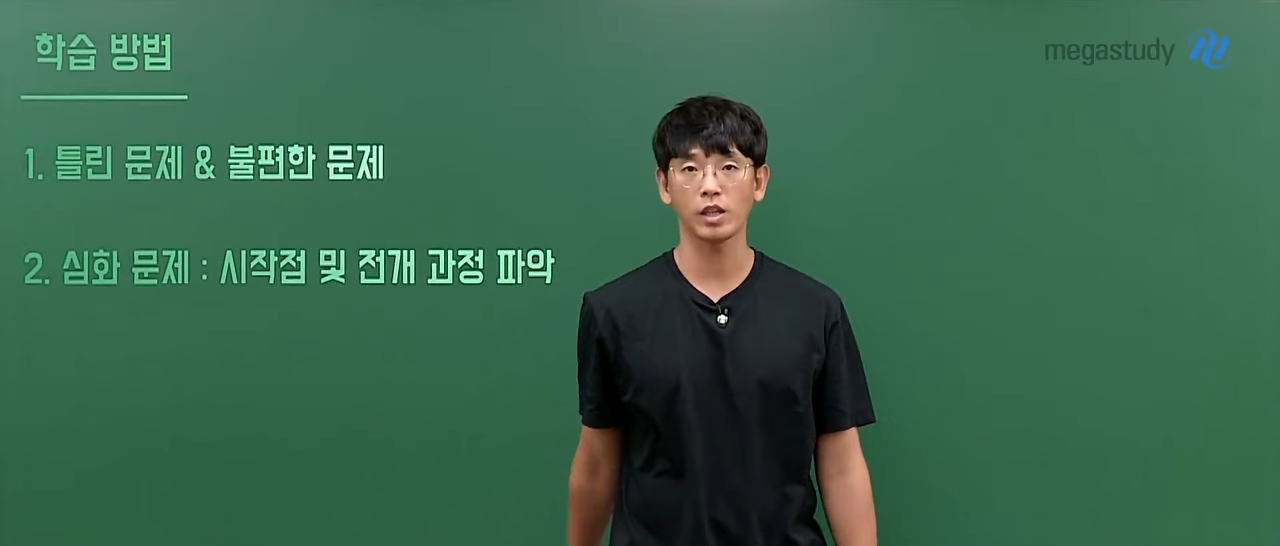 학습 방법
megastudy
1. 틀린 문제 & 불편한 문제
2. 심화 문제 : 시작점 및 전개 과정 파악